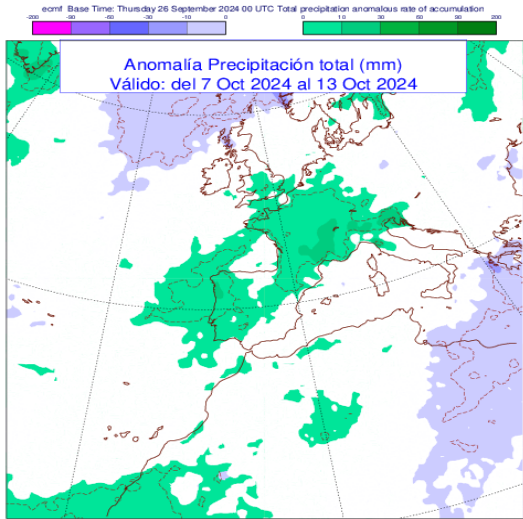 ecmf Base Time: Thursday 26 September 2024 00 UTC Total precipitation anomalous rate of accumulation
-200 -90 -60 -30 -10 0 0 10 30 60 90 200
Anomalía Precipitación total (mm)
Válido: del 7 Oct 2024 al 13 Oct 2024